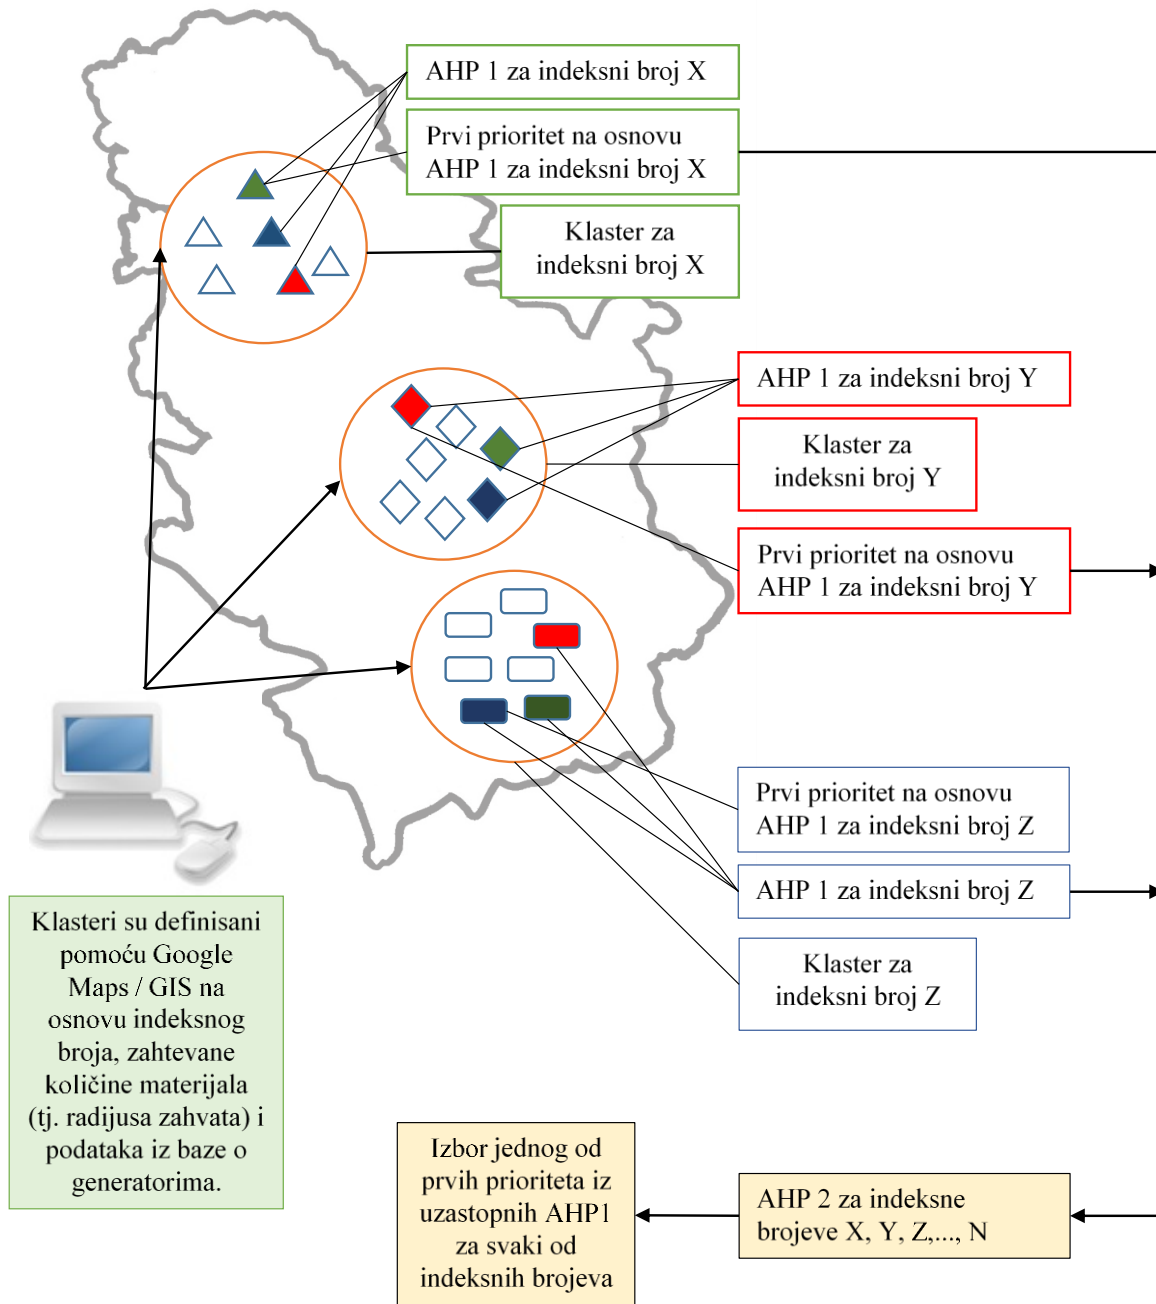 AHP 1 za indeksni broj X
Prvi prioritet na osnovu
AHP 1 za indeksni broj X
Klaster za
indeksni broj X
AHP 1 za indeksni broj Y
Klaster za
indeksni broj Y
Prvi prioritet na osnovu
AHP 1 za indeksni broj Y
Prvi prioritet na osnovu
AHP 1 za indeksni broj Z
AHP 1 za indeksni broj Z
Klaster za
indeksni broj Z
Klasteri su definisani
pomoću Google
Maps / GIS na
osnovu indeksnog
broja, zahtevane
količine materijala
(tj. radijusa zahvata) i
podataka iz baze o
generatorima.
Izbor jednog od
prvih prioriteta iz
uzastopnih AHP1
za svaki od
indeksnih brojeva
AHP 2 za indeksne
brojeve X, Y, Z,..., N